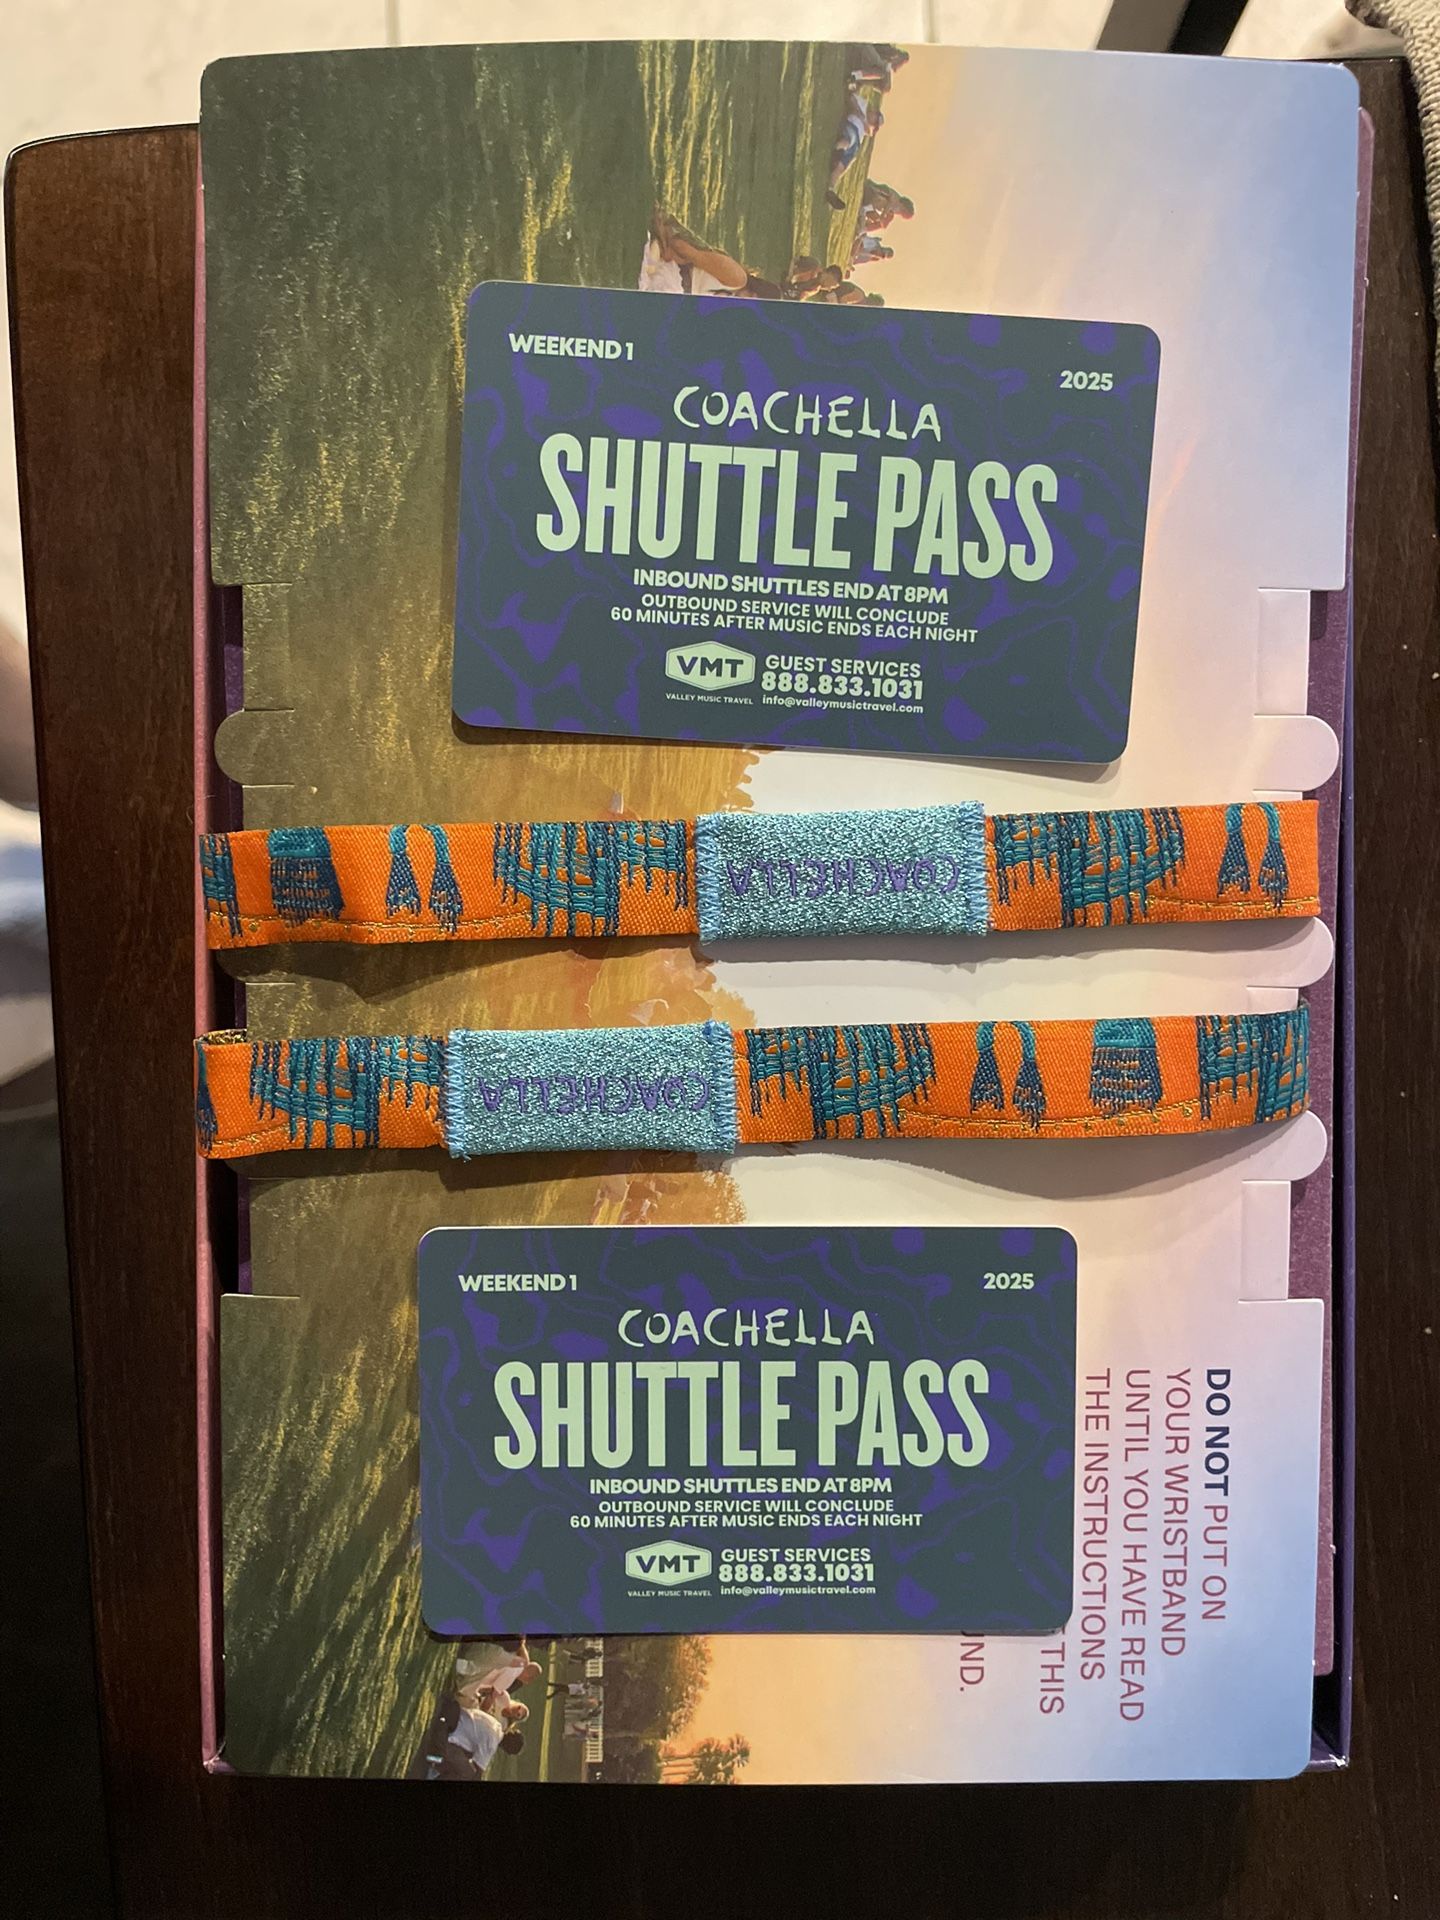 WEEKEND 1
2025
COACHELLA
SHUTTLE PASS
INBOUND SHUTTLES END AT 8PM
OUTBOUND SERVICE WILL CONCLUDE
60 MINUTES AFTER MUSIC ENDS EACH NIGHT
VMT
VALLEY MUSIC TRAVEL
GUEST SERVICES
888.833.1031
info@valleymusictravel.com
COACHELLA
COACHELLA
WEEKEND 1
2025
COACHELLA
SHUTTLE PASS
INBOUND SHUTTLES END AT 8PM
OUTBOUND SERVICE WILL CONCLUDE
60 MINUTES AFTER MUSIC ENDS EACH NIGHT
VMT
VALLEY MUSIC TRAVEL
GUEST SERVICES
888.833.1031
info@valleymusictravel.com
DO NOT PUT ON
YOUR WRISTBAND
UNTIL YOU HAVE READ
THE INSTRUCTIONS
THIS